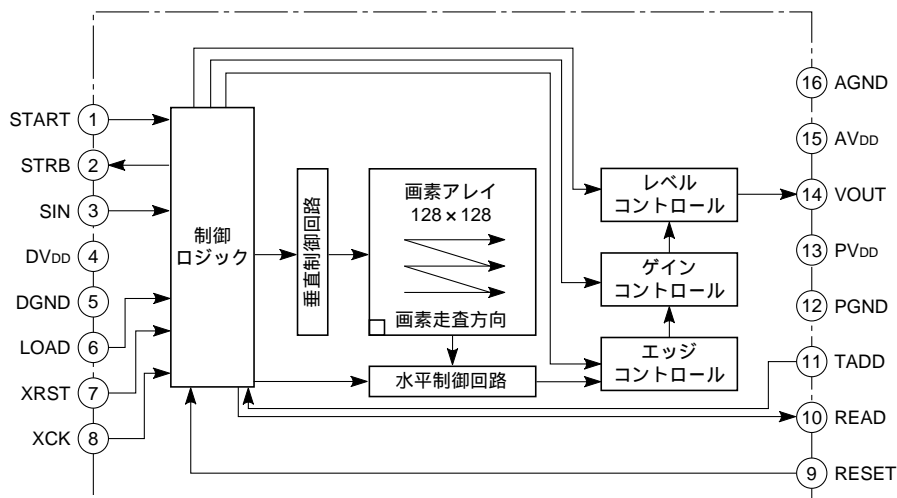 START 1
STRB 2
SIN 3
DVDD 4
DGND 5
LOAD 6
XRST 7
XCK 8
制御
ロジック
垂直制御回路
画素アレイ
128×128
画素走査方向
水平制御回路
レベル
コントロール
ゲイン
コントロール
エッジ
コントロール
16 AGND
15 AVDD
14 VOUT
13 PVDD
12 PGND
11 TADD
10 READ
9 RESET